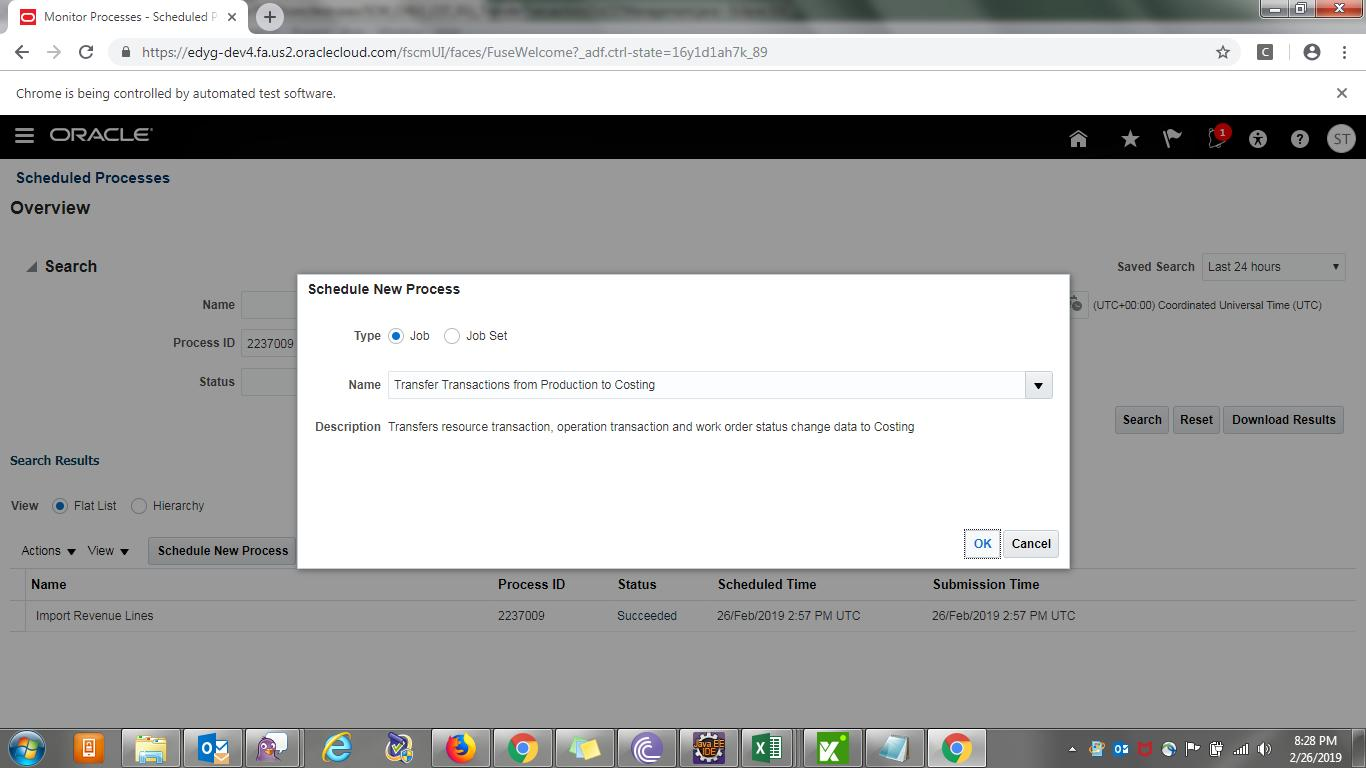 Monitor Processes - Scheduled P
https://edyg-dev4.fa.us2.oraclecloud.com/fscmUI/faces/FuseWelcome?_adf.ctrl-state=16y1d1ah7k_89
C
Chrome is being controlled by automated test software.
ORACLE
1
?
ST
Scheduled Processes
Overview
Search
Saved Search Last 24 hours
Name
(UTC+00:00) Coordinated Universal Time (UTC)
Process ID 2237009
Status
Search Reset Download Results
Schedule New Process
Type Job Job Set
Name Transfer Transactions from Production to Costing
Description Transfers resource transaction, operation transaction and work order status change data to Costing
OK Cancel
Search Results
View Flat List Hierarchy
Actions View Schedule New Process
Name Process ID Status Scheduled Time Submission Time
Import Revenue Lines 2237009 Succeeded 26/Feb/2019 2:57 PM UTC 26/Feb/2019 2:57 PM UTC
Java EE
IDE
8:28 PM
2/26/2019